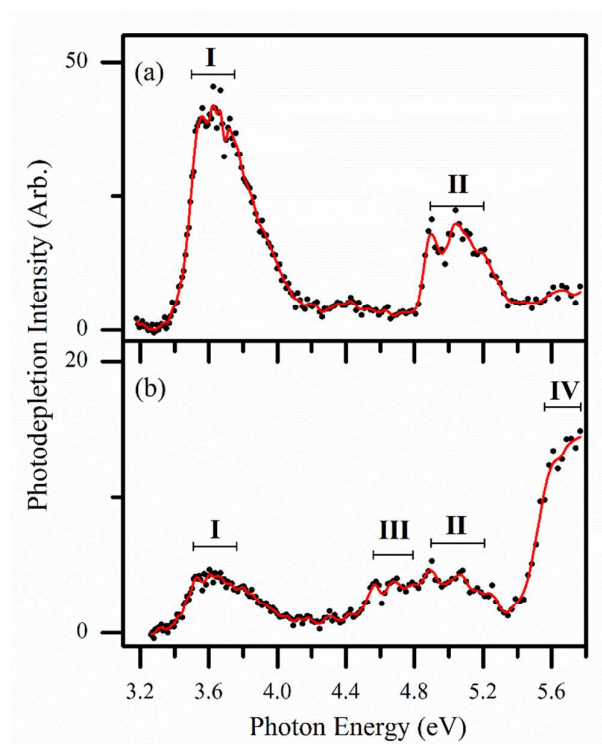 50
(a)
I
II
0
Photodepletion Intensity (Arb.)
20
(b)
I
III
II
IV
0
3.2 3.6 4.0 4.4 4.8 5.2 5.6
Photon Energy (eV)